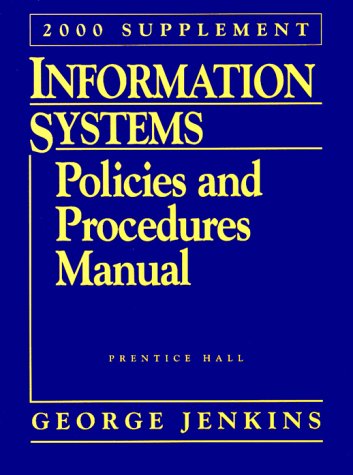 2000 SUPPLEMENT
INFORMATION
SYSTEMS
Policies and
Procedures
Manual
PRENTICE HALL
GEORGE JENKINS